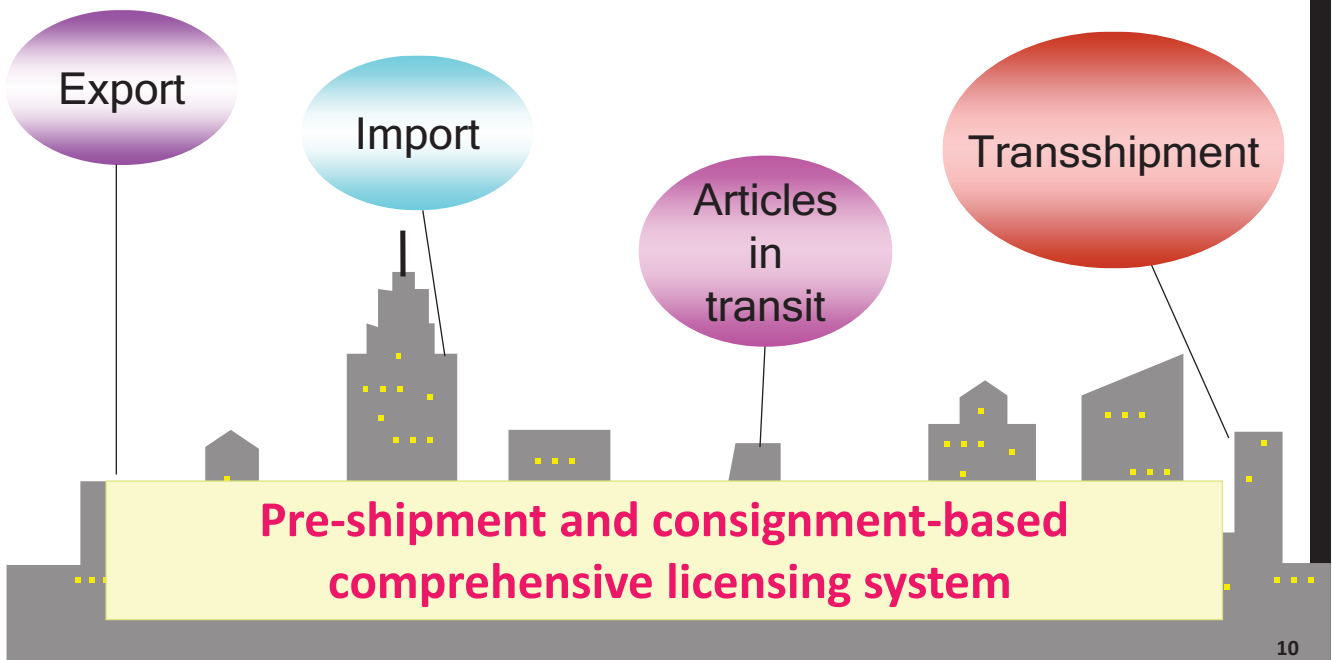 Export
Import
Articles
in
transit
Transshipment
Pre-shipment and consignment-based
comprehensive licensing system
10